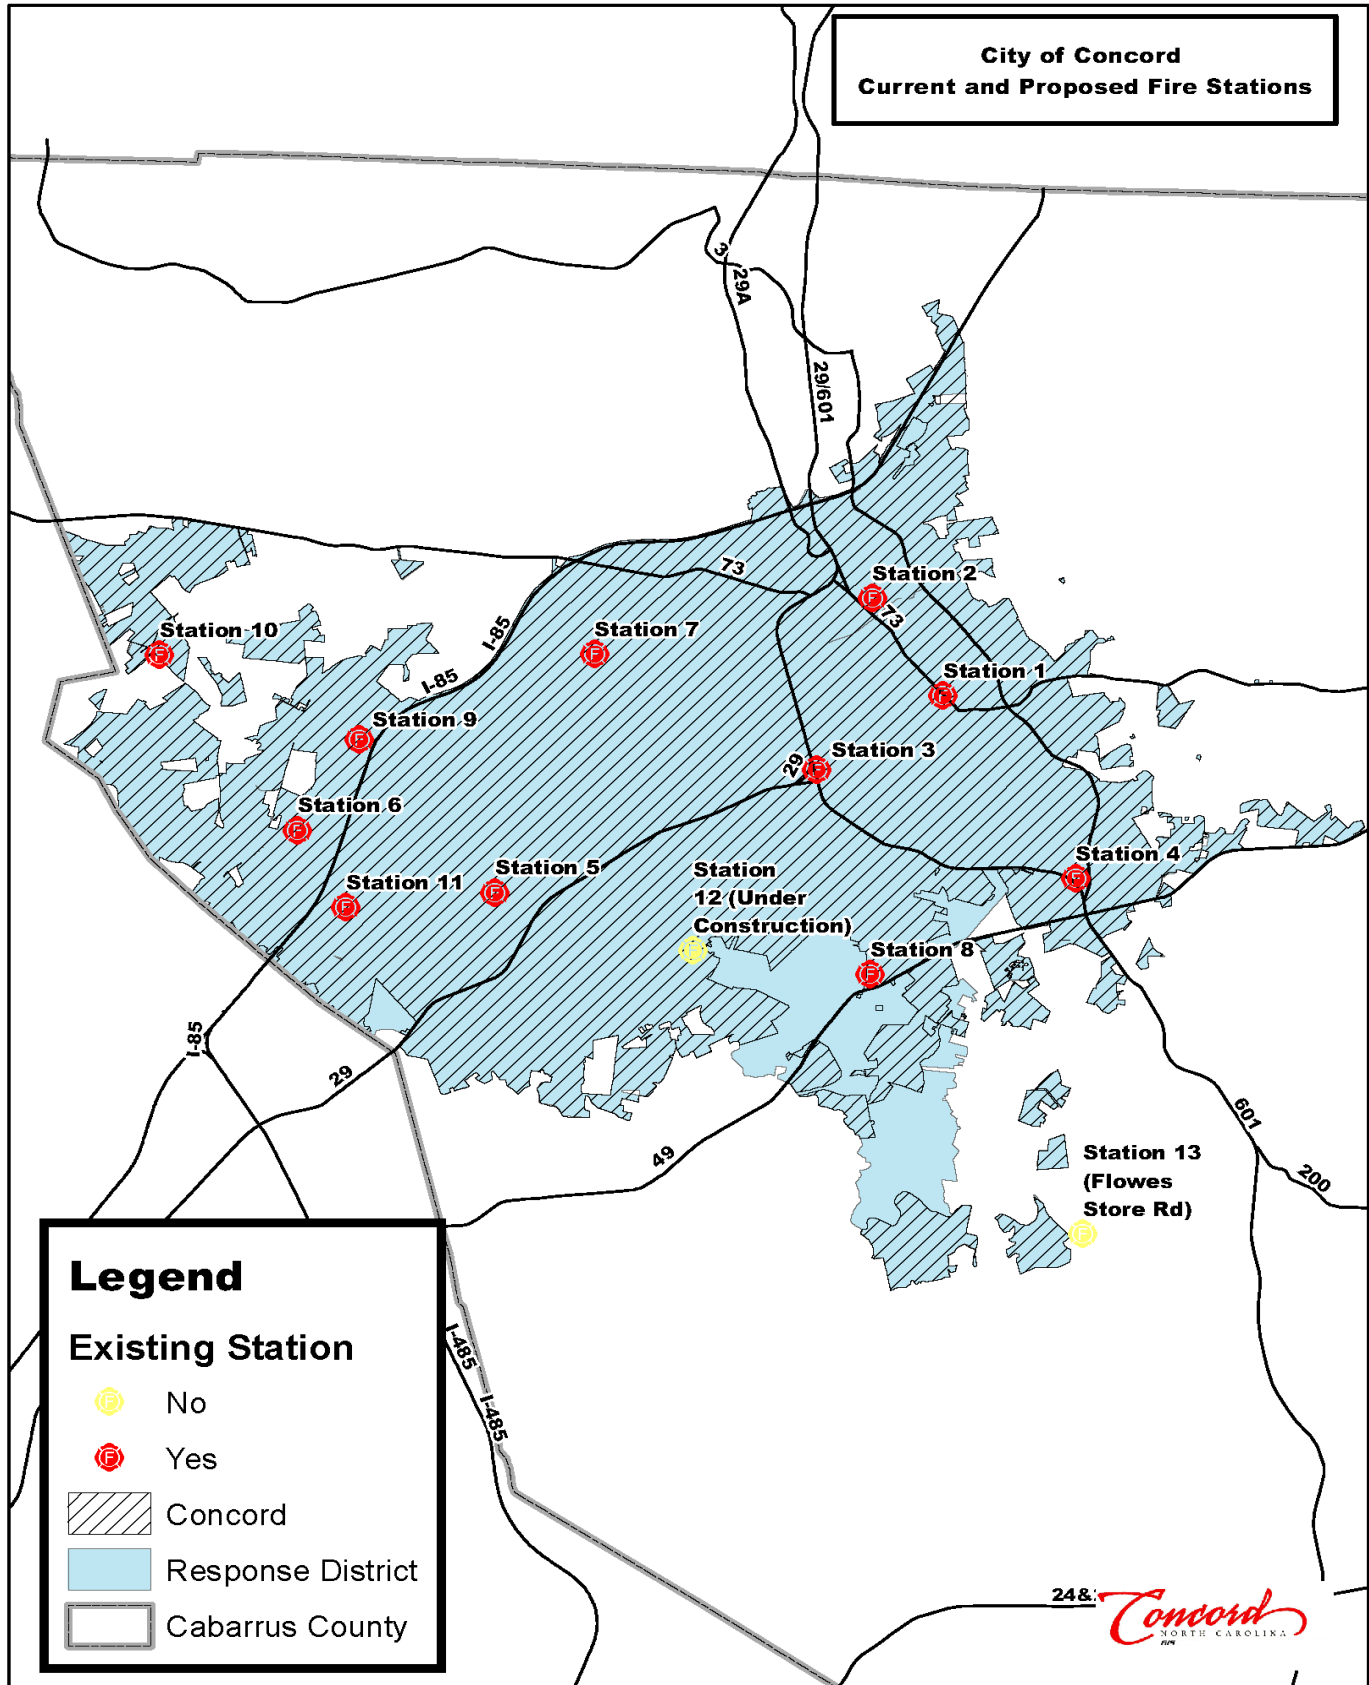 City of Concord
Current and Proposed Fire Stations
3
29A
29/601
73
Station 2
73
Station 10
I-85
Station 7
I-85
Station 1
Station 9
Station 3
29
Station 6
Station 4
Station 5
Station 11
Station
12 (Under
Construction)
Station 8
I-85
29
601
49
Station 13
(Flowes
Store Rd)
200
Legend
Existing Station
F
No
F
Yes
Concord
Response District
Cabarrus County
I-485
I-485
24&
Concord
NORTH CAROLINA